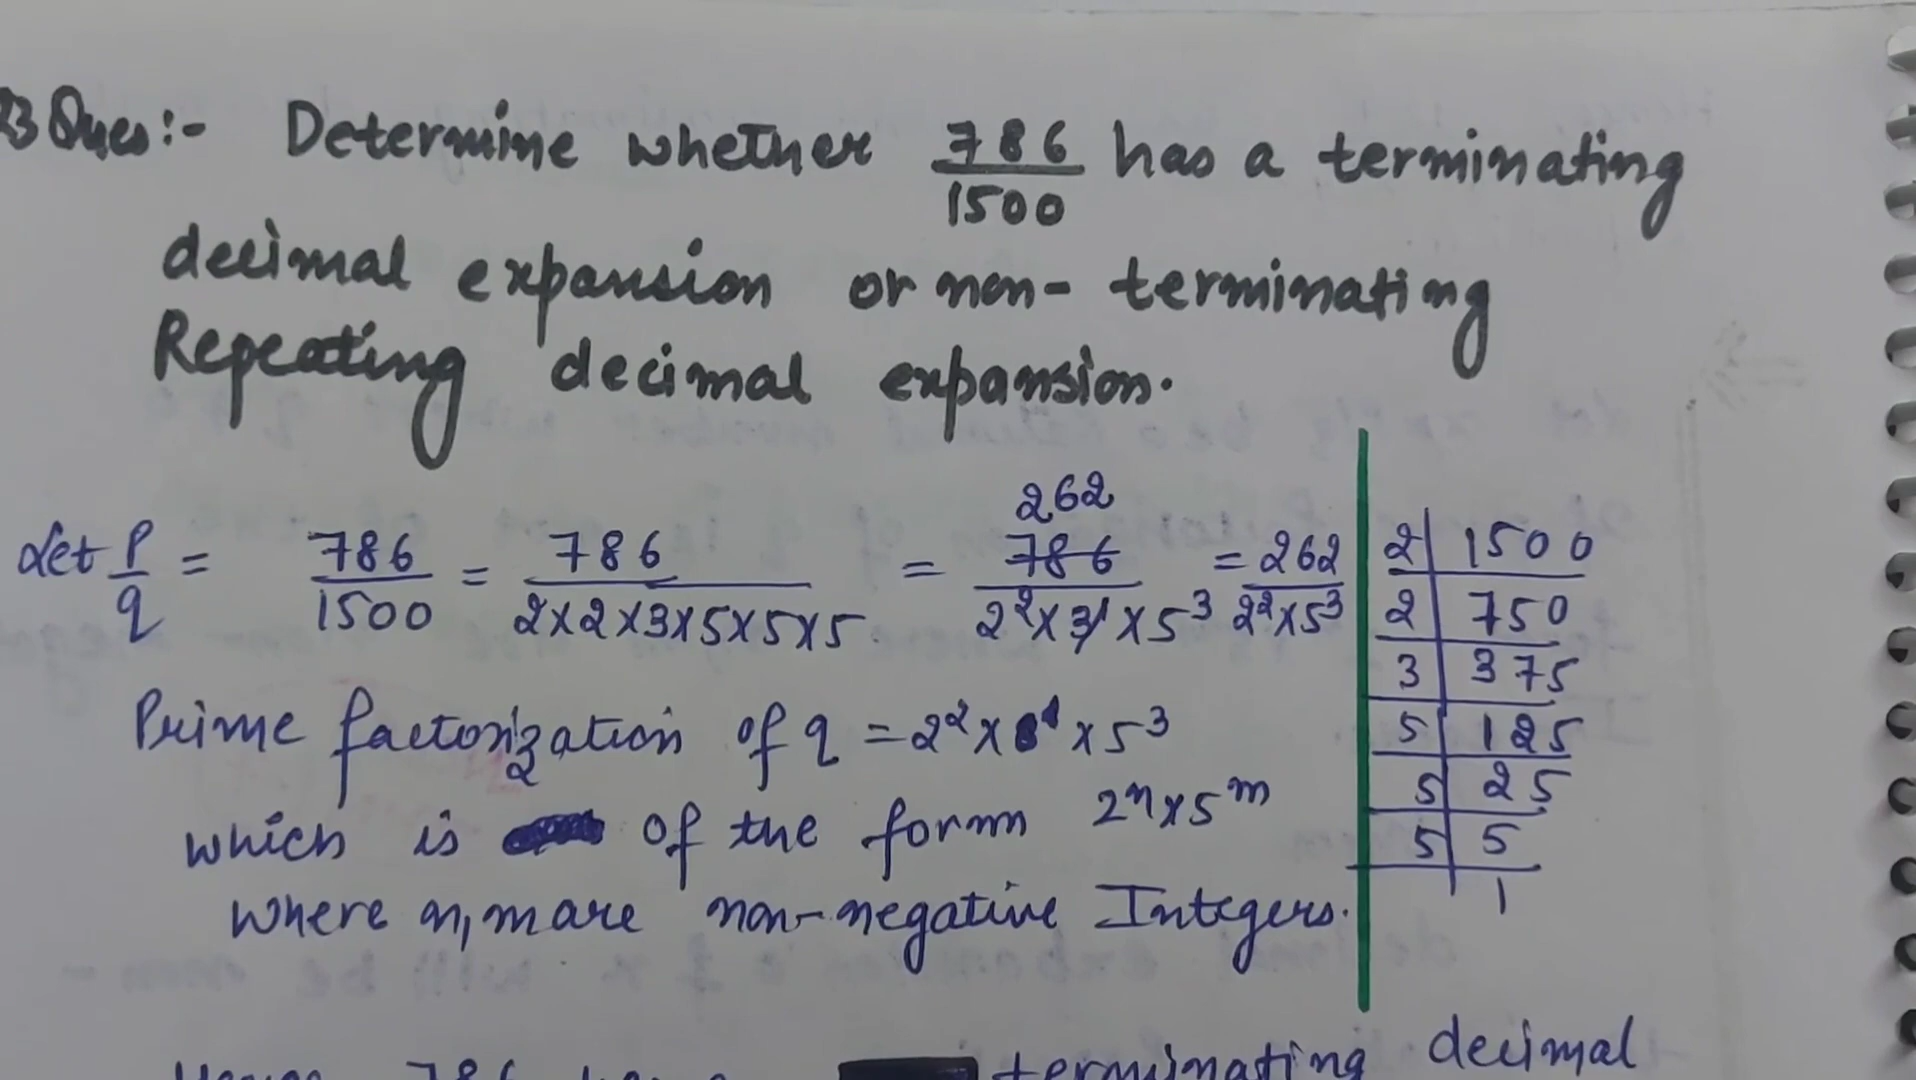 23 Ques:- Determine whether 786/1500 has a terminating
decimal expansion or non-terminating
Repeating decimal expansion.
Let p/q = 786/1500 = 786/(2×2×3×5×5×5) = 262 786/(2²×3¹×5³) = 262/(2²×5³)
Prime factorization of q = 2² × × 5³
which is of the form 2ⁿ×5ᵐ
where n, m are non-negative Integers.
terminating decimal
2 | 1500
2 | 750
3 | 375
5 | 125
5 | 25
5 | 5
| 1